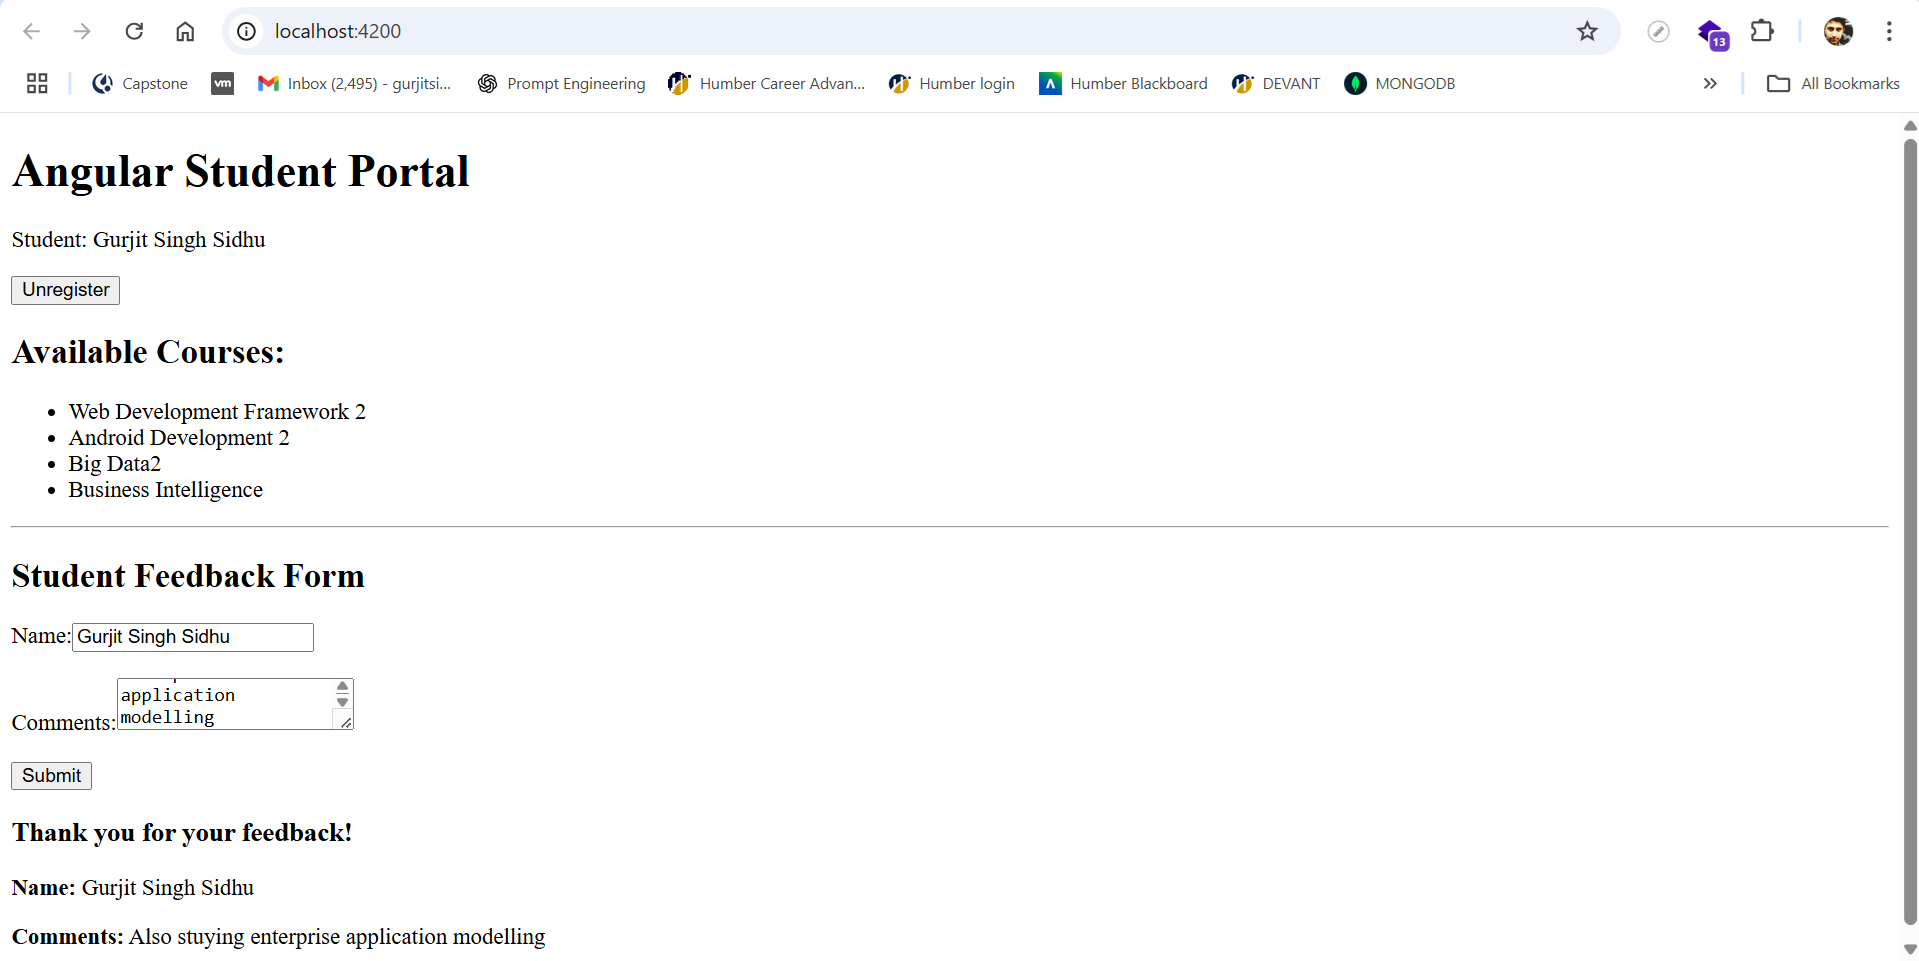 localhost:4200
Capstone vm Inbox (2,495) - gurjitsi... Prompt Engineering Humber Career Advan... Humber login Humber Blackboard DEVANT MONGODB All Bookmarks
13
Angular Student Portal
Student: Gurjit Singh Sidhu
Unregister
Available Courses:
Web Development Framework 2
Android Development 2
Big Data2
Business Intelligence
Student Feedback Form
Name: Gurjit Singh Sidhu
application
modelling
Comments:
Submit
Thank you for your feedback!
Name: Gurjit Singh Sidhu
Comments: Also stuying enterprise application modelling